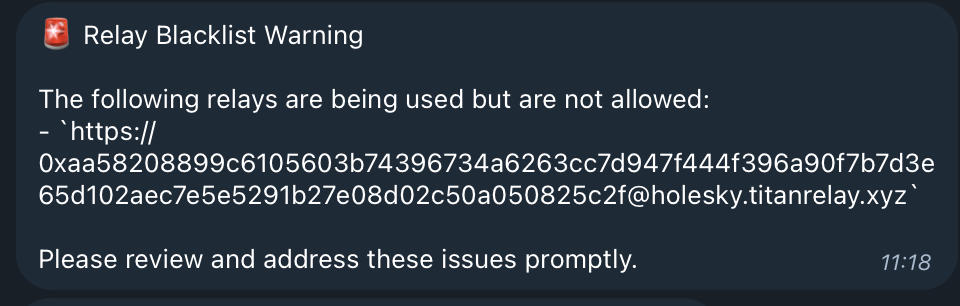 🚨 Relay Blacklist Warning
The following relays are being used but are not allowed:
- `https://
0xaa58208899c6105603b74396734a6263cc7d947f444f396a90f7b7d3e
65d102aec7e5e5291b27e08d02c50a050825c2f@holesky.titanrelay.xyz`
Please review and address these issues promptly.
11:18